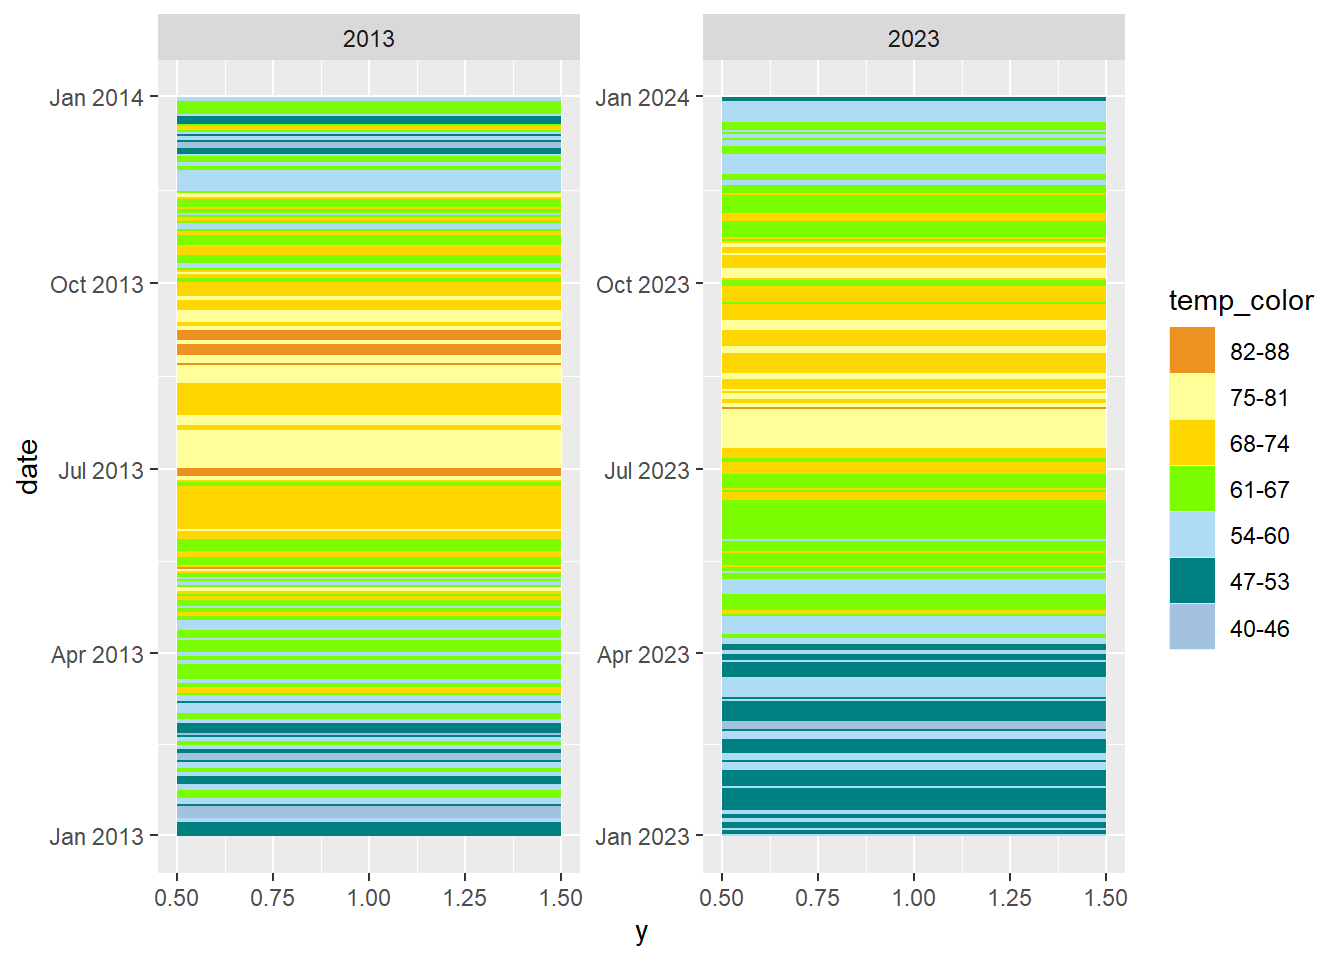 2013
2023
Jan 2014
Oct 2013
Jul 2013
Apr 2013
Jan 2013
Jan 2024
Oct 2023
Jul 2023
Apr 2023
Jan 2023
0.50 0.75 1.00 1.25 1.50
0.50 0.75 1.00 1.25 1.50
date
y
temp_color
82-88
75-81
68-74
61-67
54-60
47-53
40-46